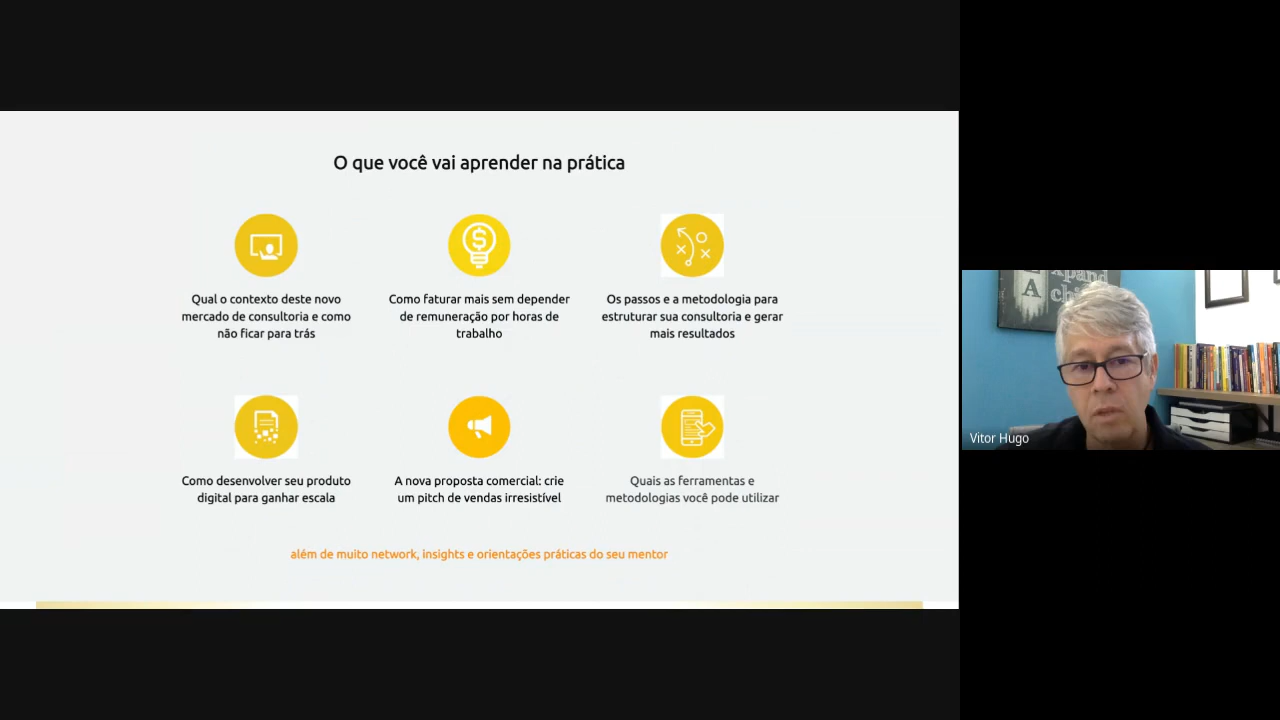 O que você vai aprender na prática
Qual o contexto deste novo
mercado de consultoria e como
não ficar para trás
Como faturar mais sem depender
de remuneração por horas de
trabalho
Os passos e a metodologia para
estruturar sua consultoria e gerar
mais resultados
Como desenvolver seu produto
digital para ganhar escala
A nova proposta comercial: crie
um pitch de vendas irresistível
Quais as ferramentas e
metodologias você pode utilizar
além de muito network, insights e orientações práticas do seu mentor
Vitor Hugo